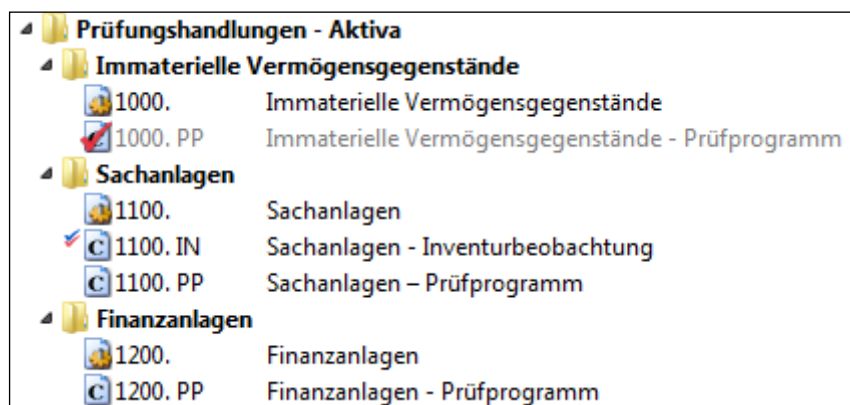 Prüfungshandlungen - Aktiva
Immaterielle Vermögensgegenstände
1000. Immaterielle Vermögensgegenstände
1000. PP Immaterielle Vermögensgegenstände - Prüfprogramm
Sachanlagen
1100. Sachanlagen
C 1100. IN Sachanlagen - Inventurbeobachtung
C 1100. PP Sachanlagen – Prüfprogramm
Finanzanlagen
1200. Finanzanlagen
C 1200. PP Finanzanlagen - Prüfprogramm